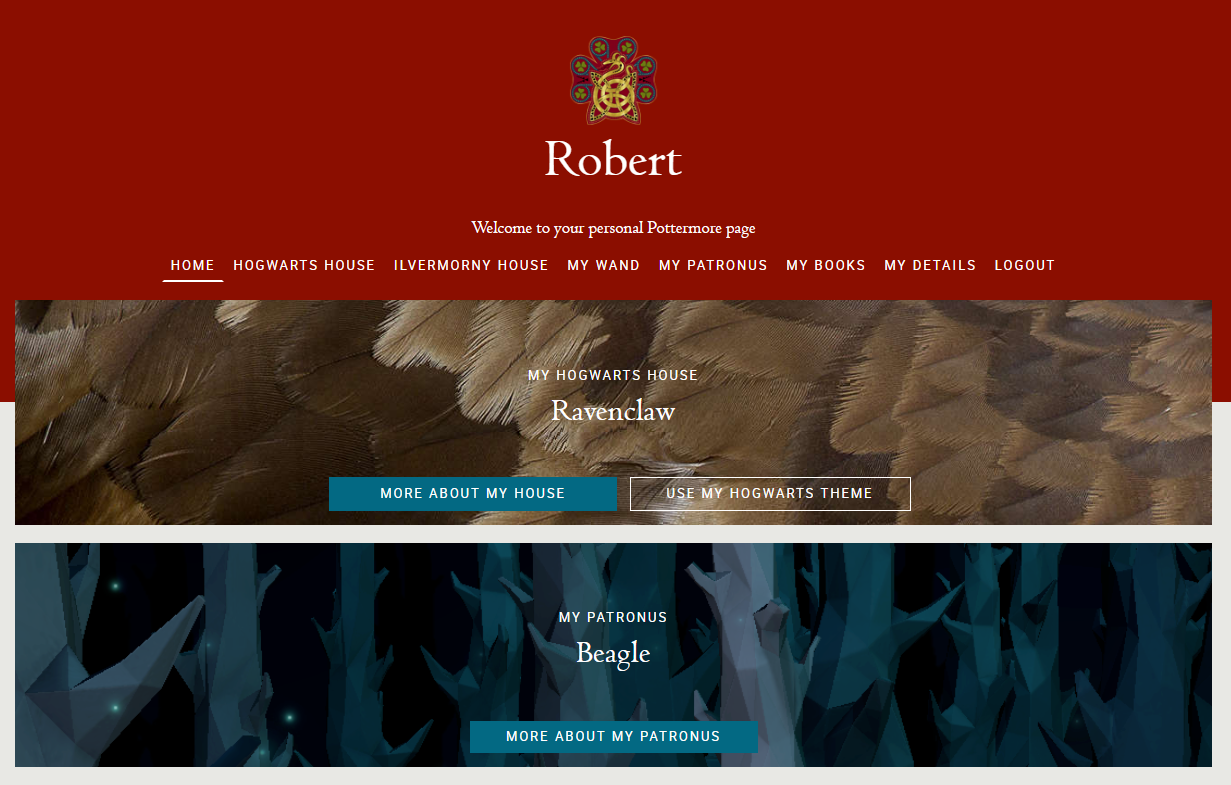 Robert
Welcome to your personal Pottermore page
HOME HOGWARTS HOUSE ILVERMORNY HOUSE MY WAND MY PATRONUS MY BOOKS MY DETAILS LOGOUT
MY HOGWARTS HOUSE
Ravenclaw
MORE ABOUT MY HOUSE USE MY HOGWARTS THEME
MY PATRONUS
Beagle
MORE ABOUT MY PATRONUS